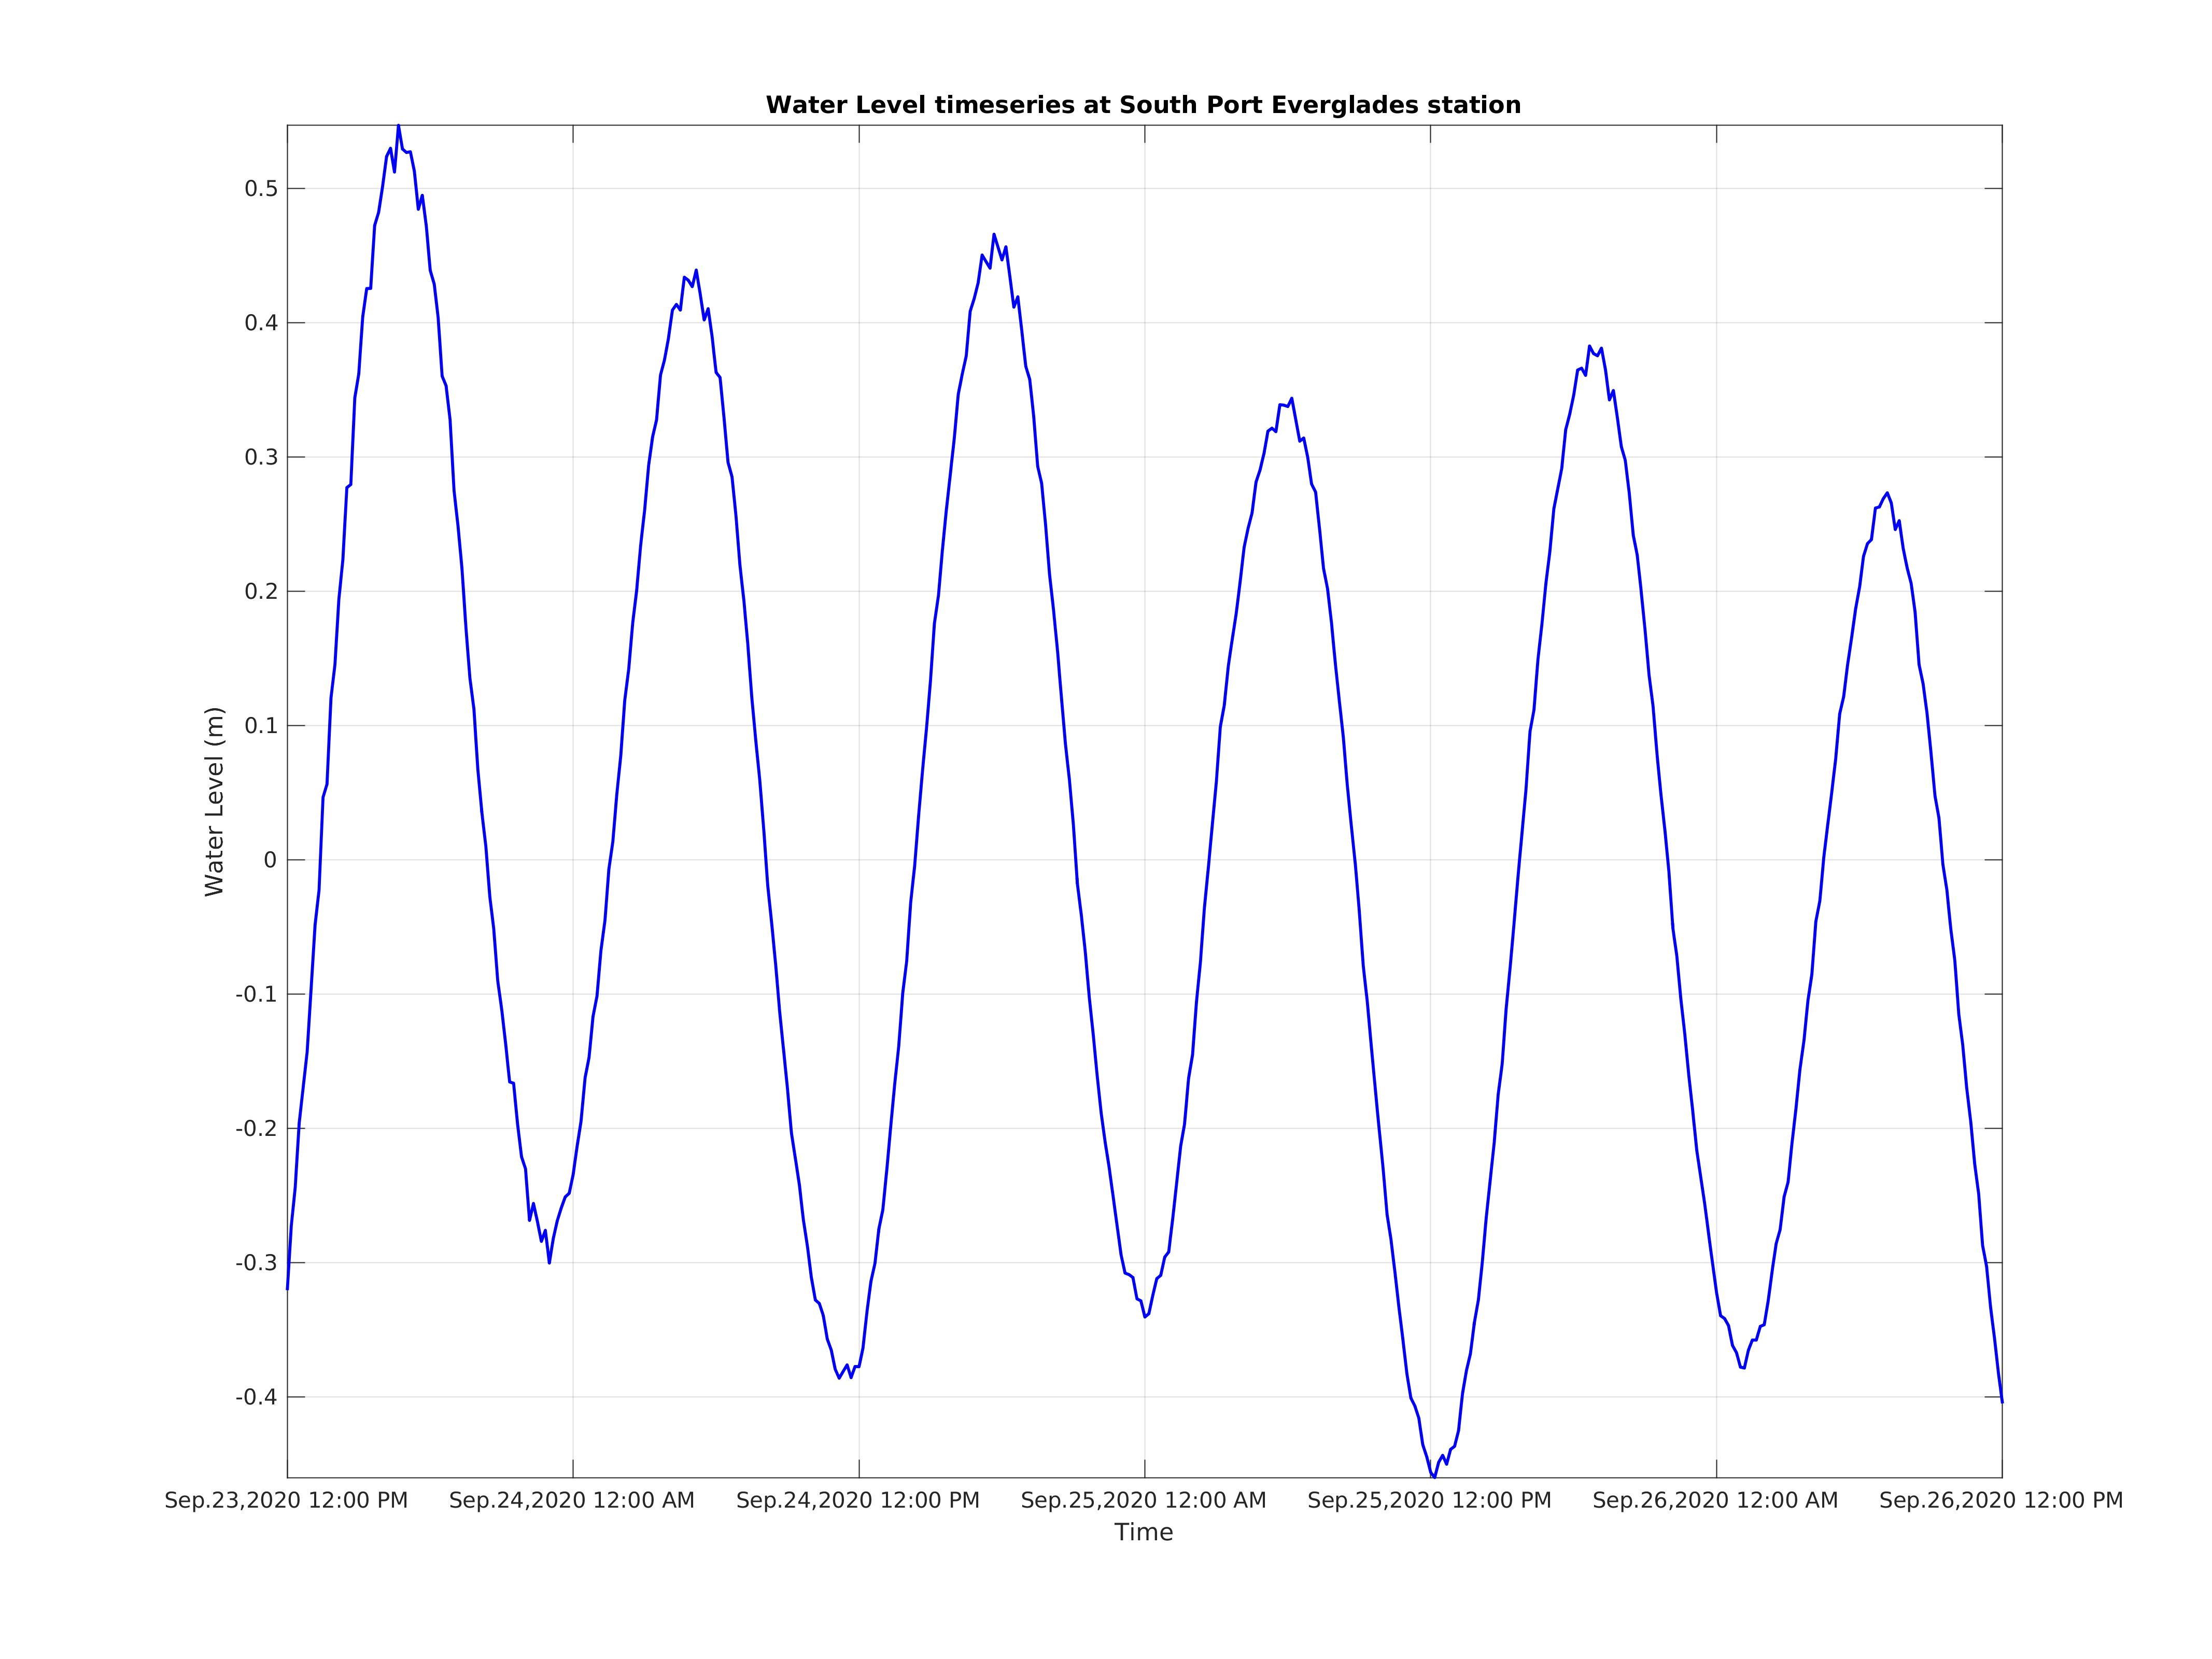 Water Level timeseries at South Port Everglades station
0.5
0.4
0.3
0.2
0.1
0
-0.1
-0.2
-0.3
-0.4
Water Level (m)
Sep.23,2020 12:00 PM Sep.24,2020 12:00 AM Sep.24,2020 12:00 PM Sep.25,2020 12:00 AM Sep.25,2020 12:00 PM Sep.26,2020 12:00 AM Sep.26,2020 12:00 PM
Time